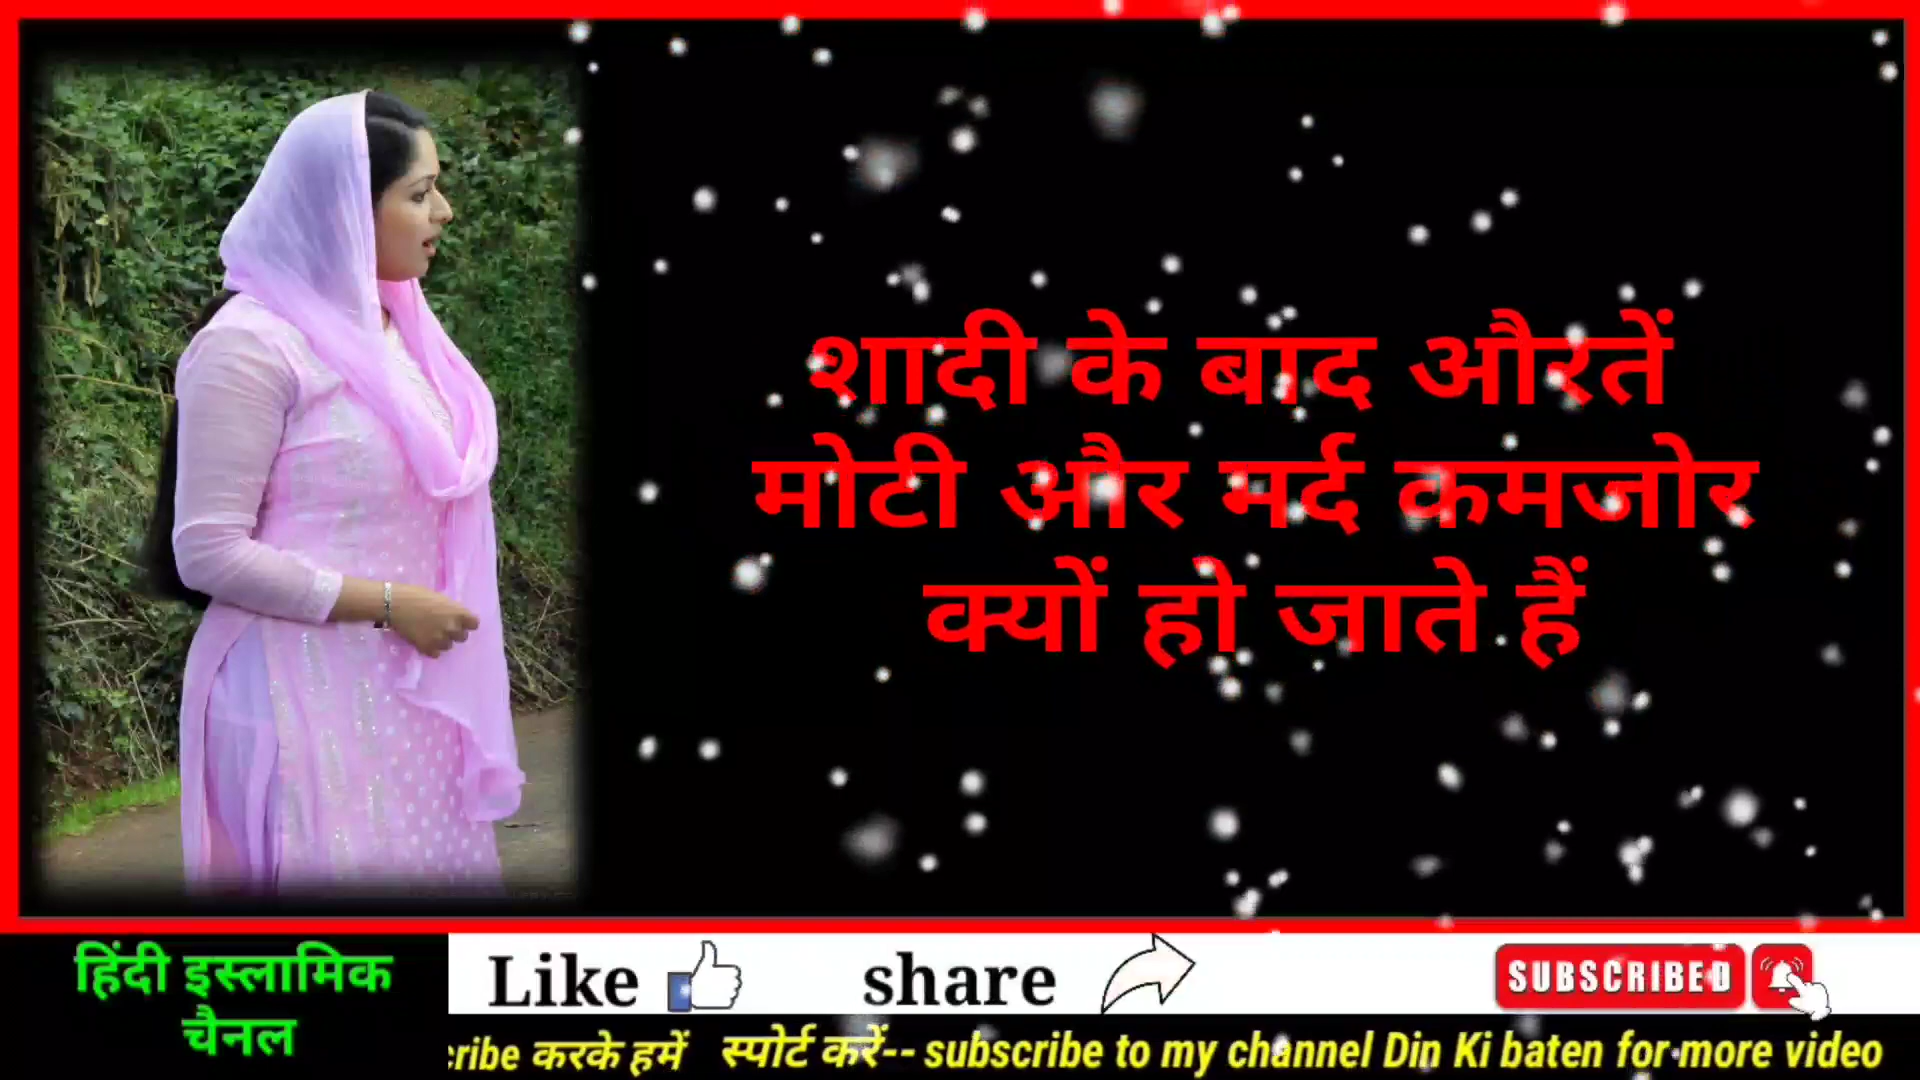 शादी के बाद औरतें
मोटी और मर्द कमजोर
क्यों हो जाते हैं
हिंदी इस्लामिक
चैनल
Like share SUBSCRIBED
cribe करके हमें स्पोर्ट करें-- subscribe to my channel Din Ki baten for more video